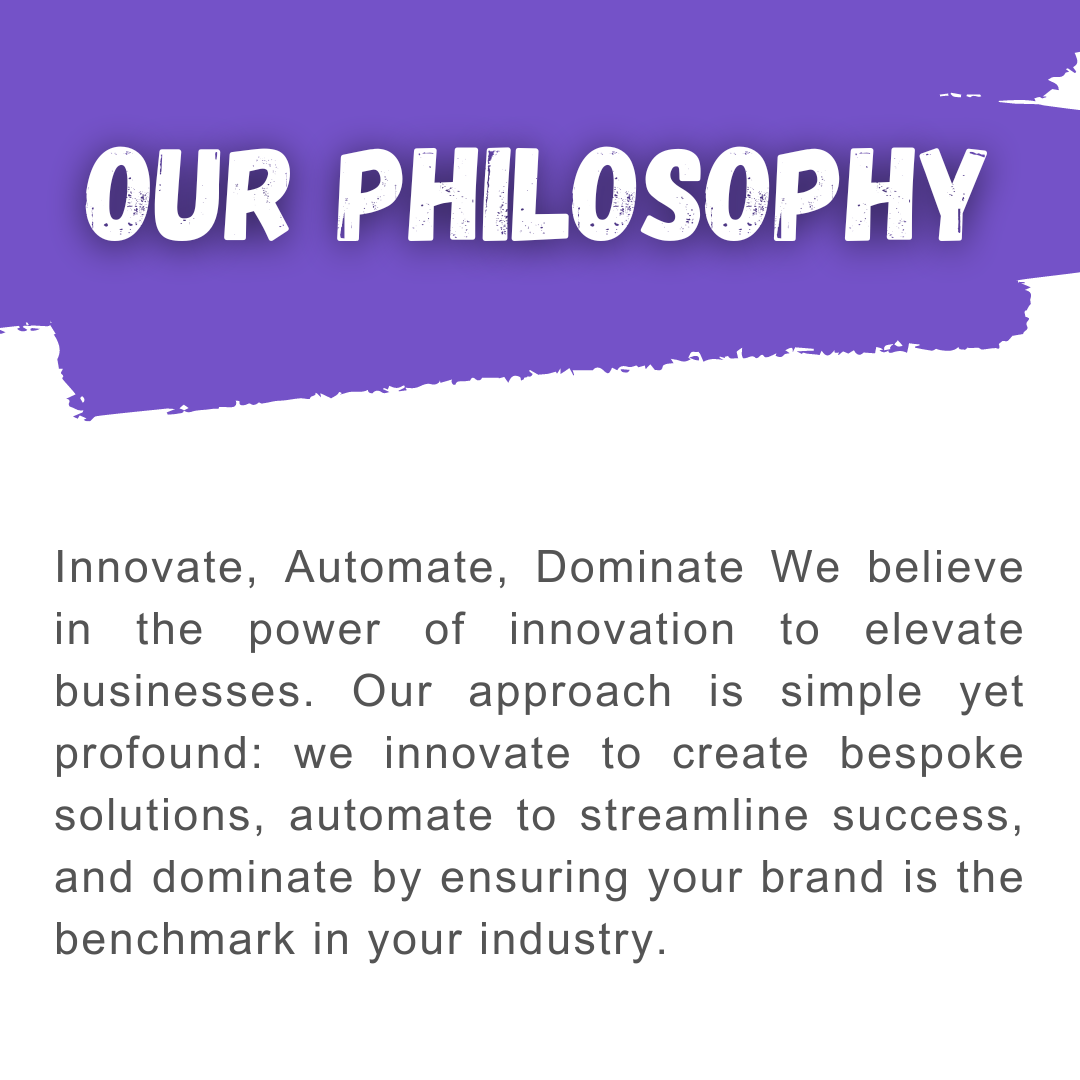 OUR PHILOSOPHY
Innovate, Automate, Dominate We believe
in the power of innovation to elevate
businesses. Our approach is simple yet
profound: we innovate to create bespoke
solutions, automate to streamline success,
and dominate by ensuring your brand is the
benchmark in your industry.